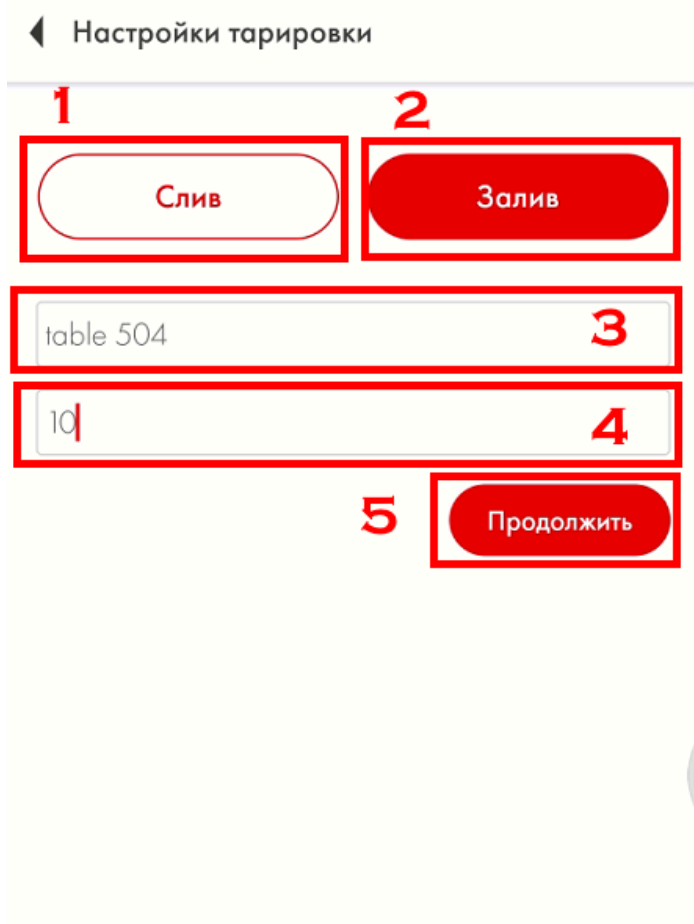 Настройки тарировки
1 2
Слив Залив
table 504 3
10 4
5 Продолжить